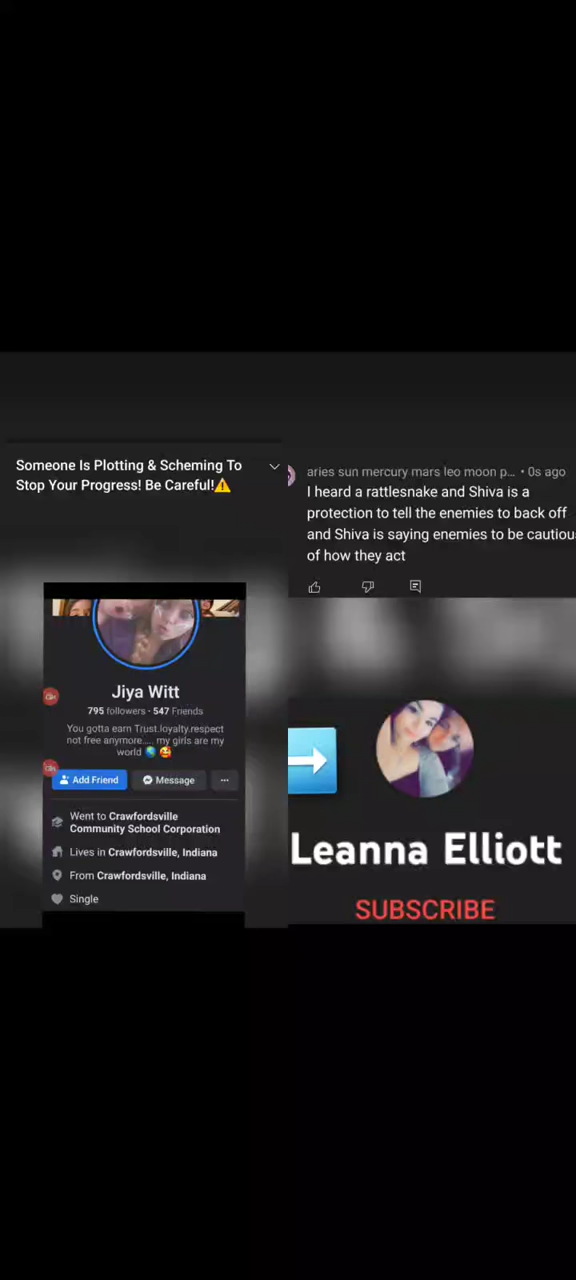 Someone Is Plotting & Scheming To
Stop Your Progress! Be Careful!⚠️
Jiya Witt
795 followers • 547 Friends
You gotta earn Trust.loyalty.respect
not free anymore..... my girls are my
world 🌏 🥰
Add Friend
Message
...
Went to Crawfordsville
Community School Corporation
Lives in Crawfordsville, Indiana
From Crawfordsville, Indiana
Single
aries sun mercury mars leo moon p... • 0s ago
I heard a rattlesnake and Shiva is a
protection to tell the enemies to back off
and Shiva is saying enemies to be cautiou
of how they act
➡️
Leanna Elliott
SUBSCRIBE